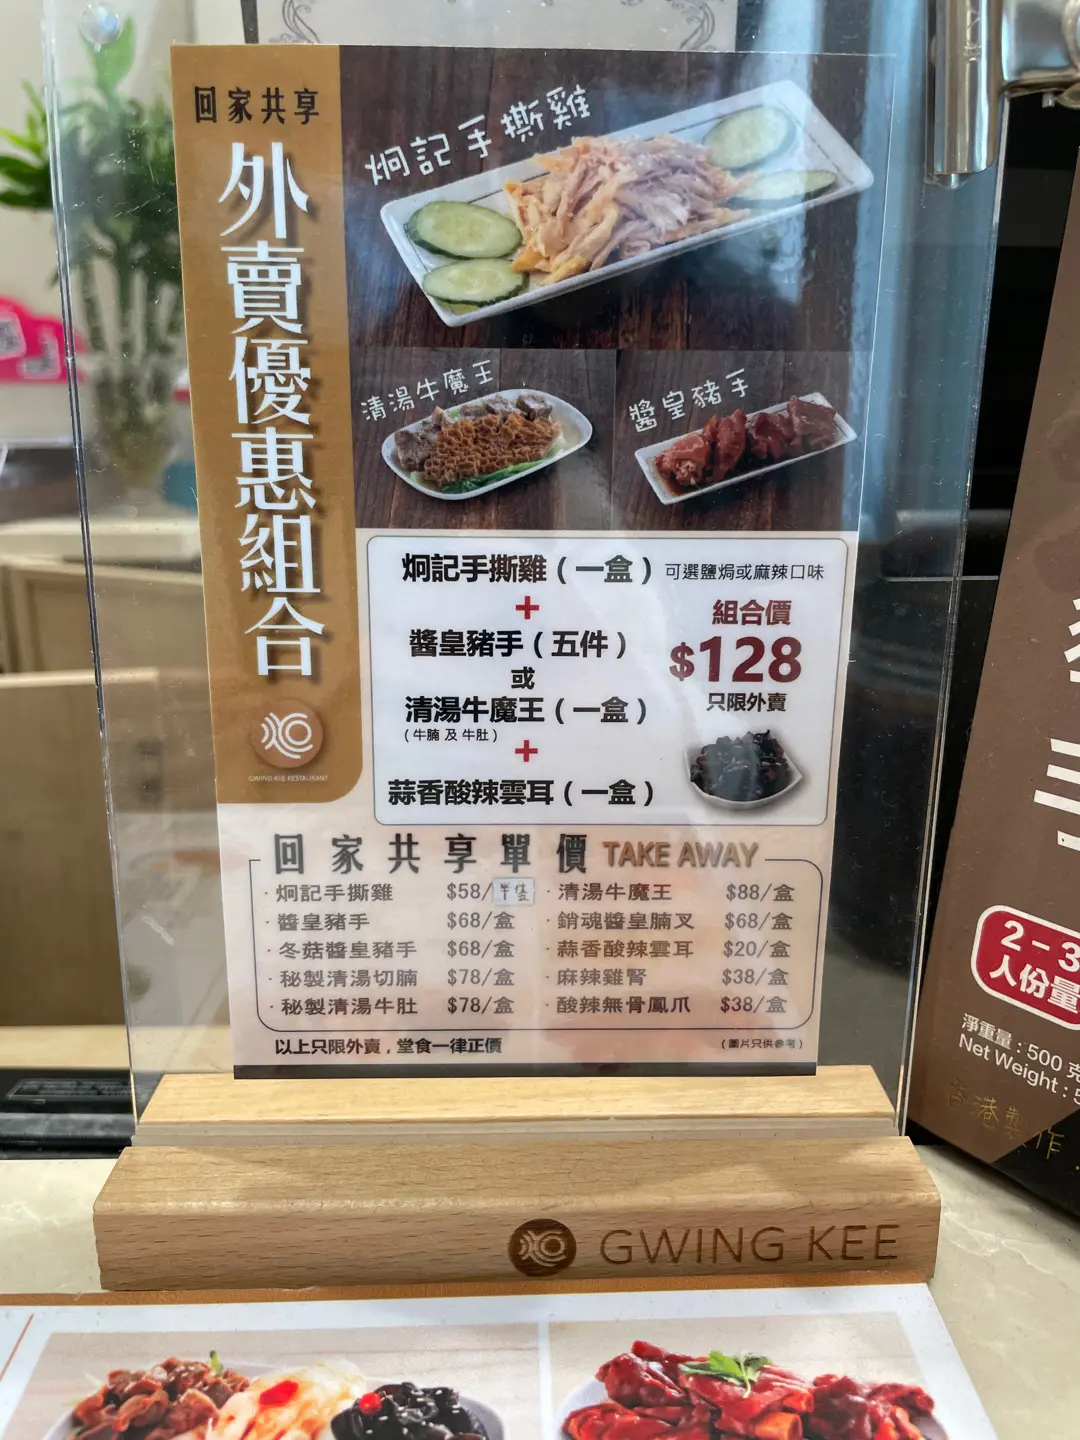 回家共享
外賣優惠組合
GWING KEE RESTAURANT
炯記手撕雞
清湯牛魔王
醬皇豬手
炯記手撕雞(一盒) 可選鹽焗或麻辣口味
+
醬皇豬手(五件)
或
清湯牛魔王(一盒)
(牛腩 及 牛肚)
+
蒜香酸辣雲耳(一盒)
組合價
$128
只限外賣
回家共享單價 TAKE AWAY
· 炯記手撕雞 $58/半隻
· 醬皇豬手 $68/盒
· 冬菇醬皇豬手 $68/盒
· 秘製清湯切腩 $78/盒
· 秘製清湯牛肚 $78/盒
· 清湯牛魔王 $88/盒
· 銷魂醬皇腩叉 $68/盒
· 蒜香酸辣雲耳 $20/盒
· 麻辣雞腎 $38/盒
· 酸辣無骨鳳爪 $38/盒
以上只限外賣,堂食一律正價
(圖片只供參考)
GWING KEE
手
2-3
人份量
淨重量:500 克
Net Weight:5
香港製作